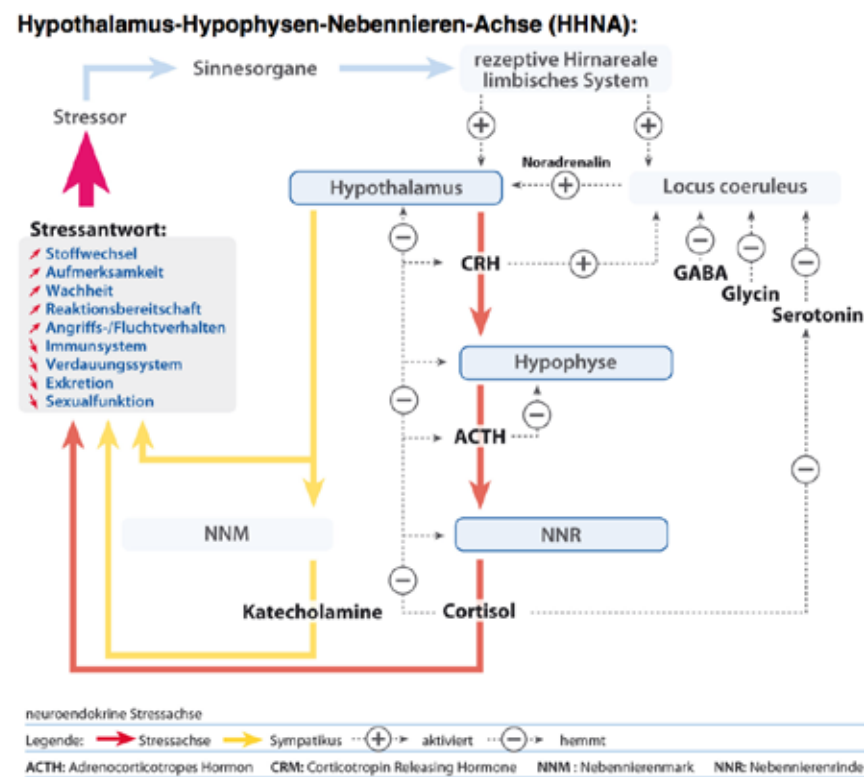 Hypothalamus-Hypophysen-Nebennieren-Achse (HHNA):
Sinnesorgane
rezeptive Hirnareale
limbisches System
Stressor
+
+
Noradrenalin
Hypothalamus
+
Locus coeruleus
Stressantwort:
Stoffwechsel
Aufmerksamkeit
Wachheit
Reaktionsbereitschaft
Angriffs-/Fluchtverhalten
Immunsystem
Verdauungssystem
Exkretion
Sexualfunktion
−
CRH
+
−
GABA
−
Glycin
−
Serotonin
Hypophyse
−
−
ACTH
−
NNM
NNR
−
Katecholamine
Cortisol
neuroendokrine Stressachse
Legende: Stressachse Sympatikus + aktiviert − hemmt
ACTH: Adrenocorticotropes Hormon CRM: Corticotropin Releasing Hormone NNM : Nebennierenmark NNR: Nebennierenrinde